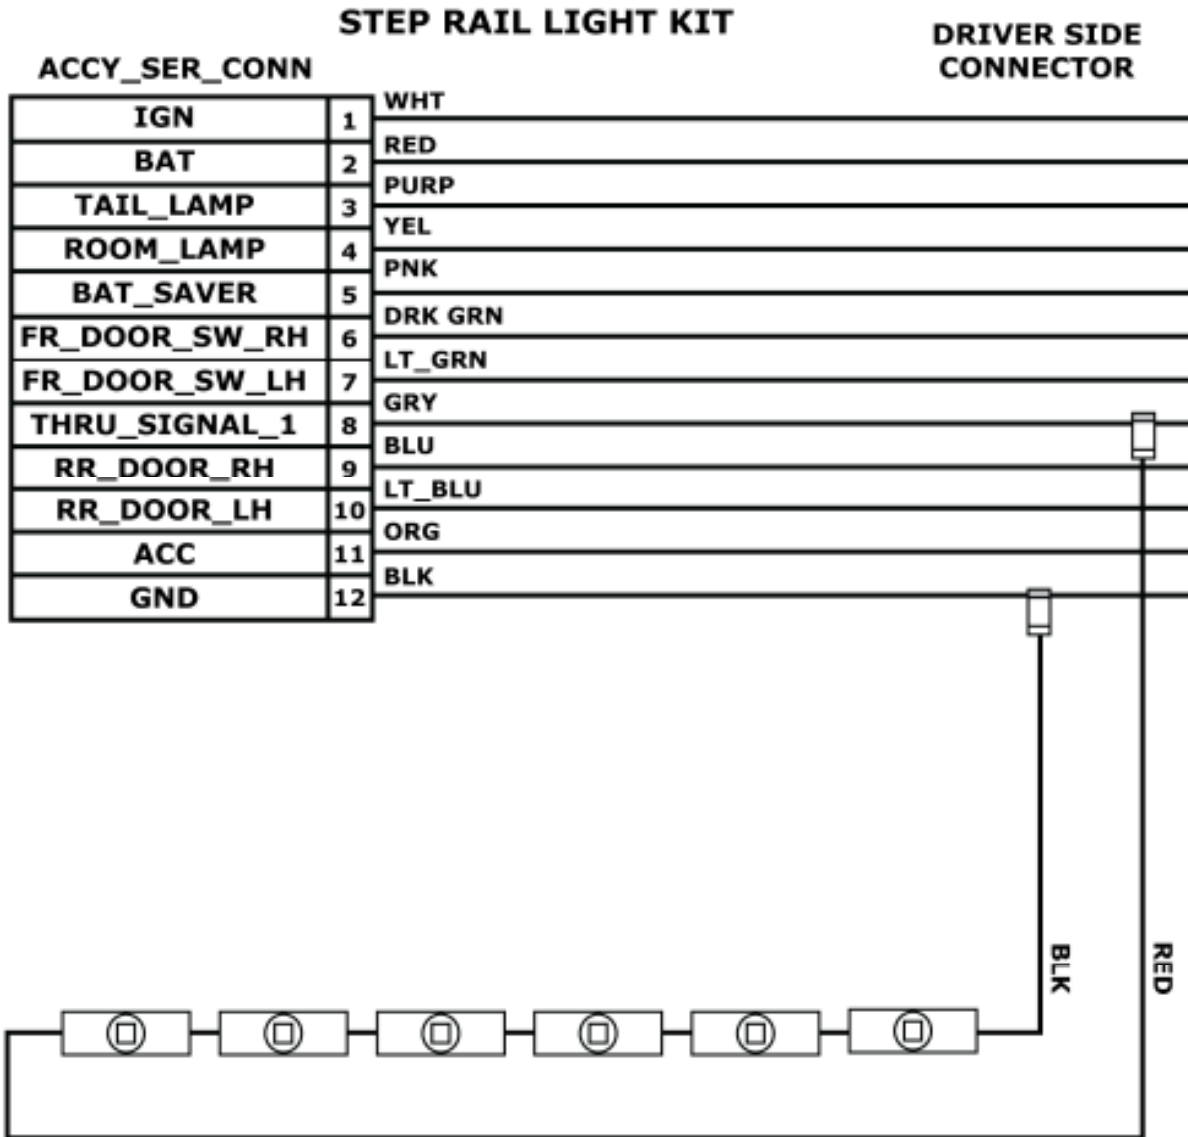 STEP RAIL LIGHT KIT
DRIVER SIDE
CONNECTOR
ACCY_SER_CONN
IGN 1 WHT
BAT 2 RED
TAIL_LAMP 3 PURP
ROOM_LAMP 4 YEL
BAT_SAVER 5 PNK
FR_DOOR_SW_RH 6 DRK GRN
FR_DOOR_SW_LH 7 LT_GRN
THRU_SIGNAL_1 8 GRY
RR_DOOR_RH 9 BLU
RR_DOOR_LH 10 LT_BLU
ACC 11 ORG
GND 12 BLK
BLK
RED